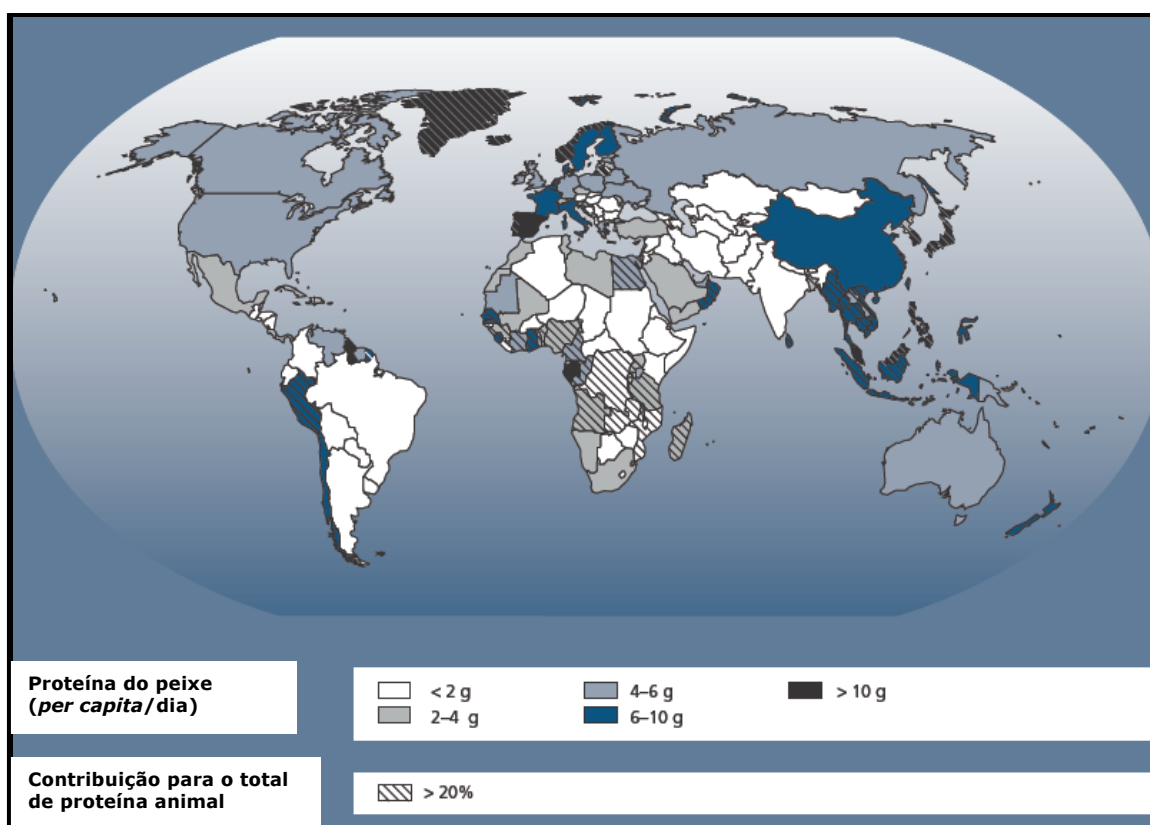 Proteína do peixe
(per capita/dia)
< 2 g
4–6 g
> 10 g
2–4 g
6–10 g
Contribuição para o total
de proteína animal
> 20%